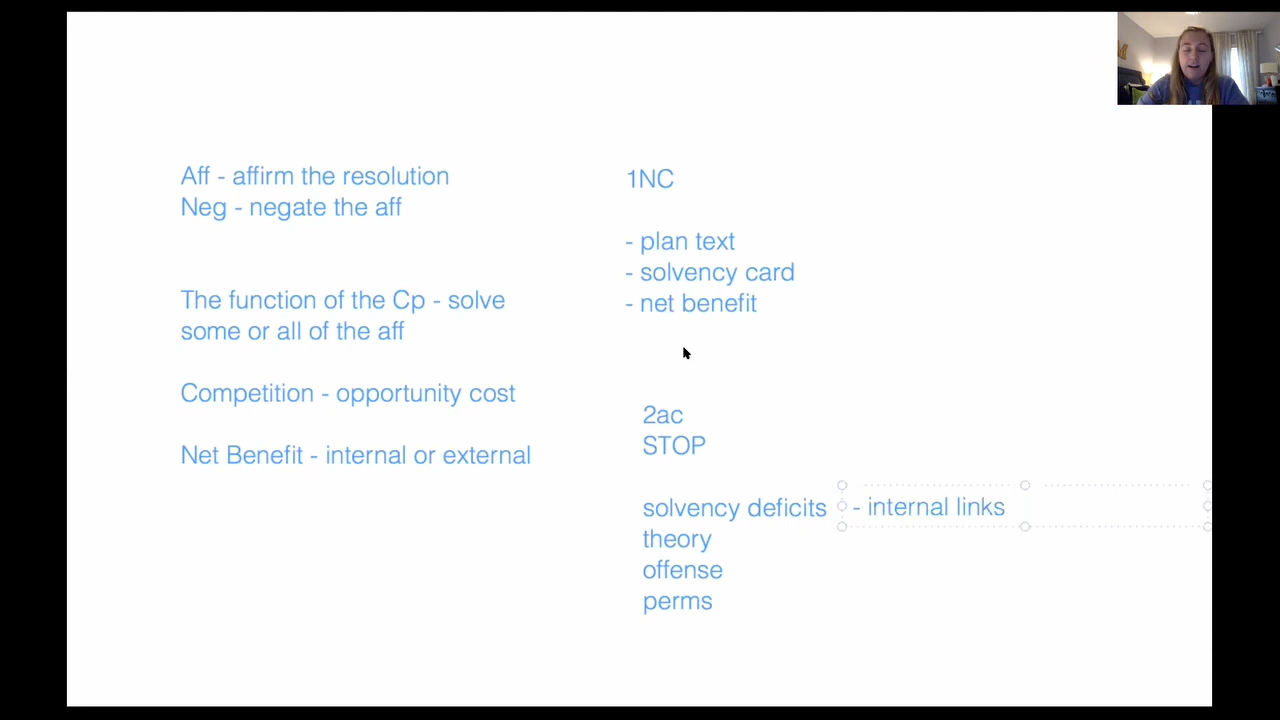 Aff - affirm the resolution
Neg - negate the aff
The function of the Cp - solve
some or all of the aff
Competition - opportunity cost
Net Benefit - internal or external
1NC
- plan text
- solvency card
- net benefit
2ac
STOP
solvency deficits
- internal links
theory
offense
perms